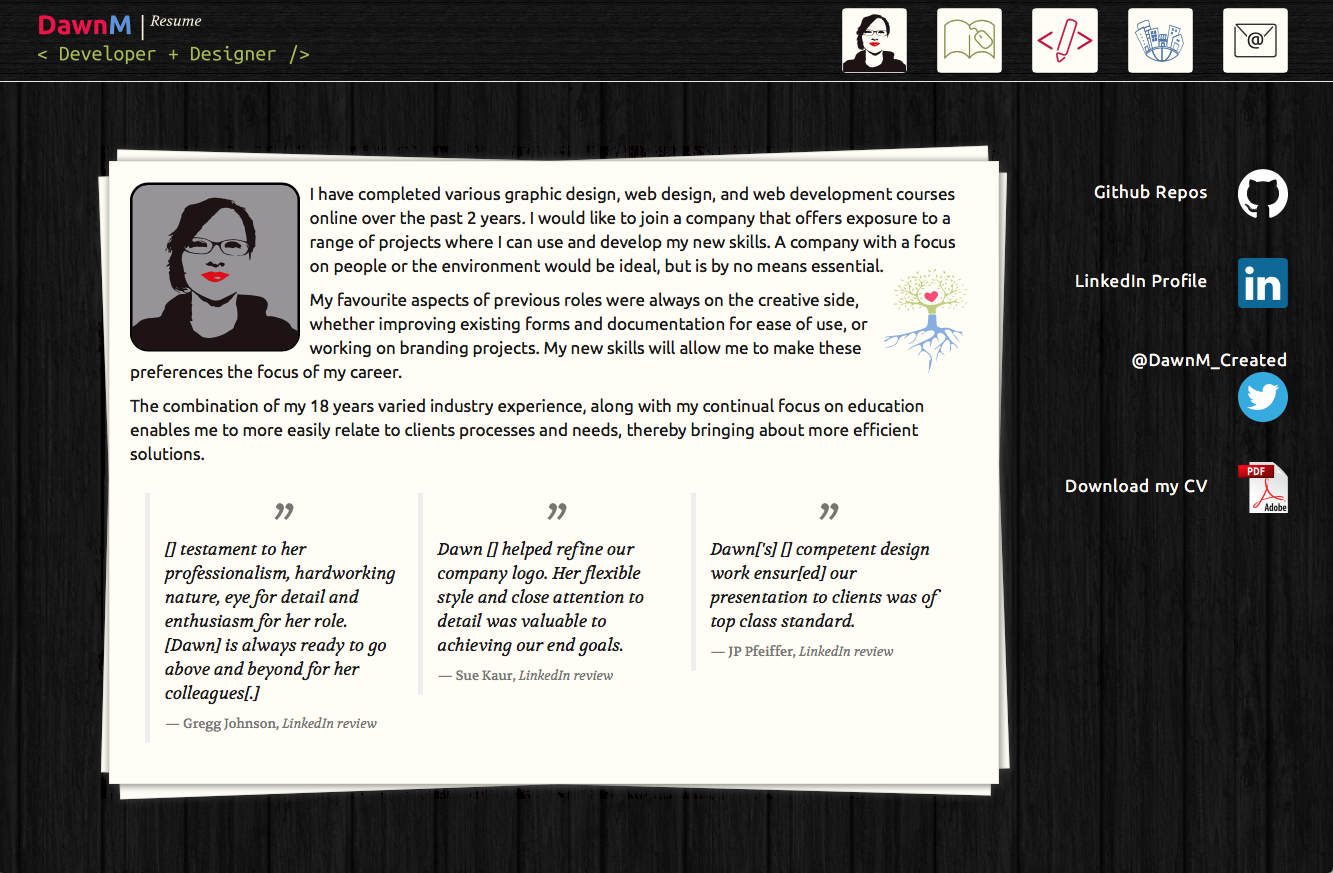 DawnM | Resume
< Developer + Designer />
@
I have completed various graphic design, web design, and web development courses
online over the past 2 years. I would like to join a company that offers exposure to a
range of projects where I can use and develop my new skills. A company with a focus
on people or the environment would be ideal, but is by no means essential.
My favourite aspects of previous roles were always on the creative side,
whether improving existing forms and documentation for ease of use, or
working on branding projects. My new skills will allow me to make these
preferences the focus of my career.
The combination of my 18 years varied industry experience, along with my continual focus on education
enables me to more easily relate to clients processes and needs, thereby bringing about more efficient
solutions.
”
[] testament to her
professionalism, hardworking
nature, eye for detail and
enthusiasm for her role.
[Dawn] is always ready to go
above and beyond for her
colleagues[.]
— Gregg Johnson, LinkedIn review
”
Dawn [] helped refine our
company logo. Her flexible
style and close attention to
detail was valuable to
achieving our end goals.
— Sue Kaur, LinkedIn review
”
Dawn['s] [] competent design
work ensur[ed] our
presentation to clients was of
top class standard.
— JP Pfeiffer, LinkedIn review
Github Repos
LinkedIn Profile
in
@DawnM_Created
Download my CV
PDF
Adobe